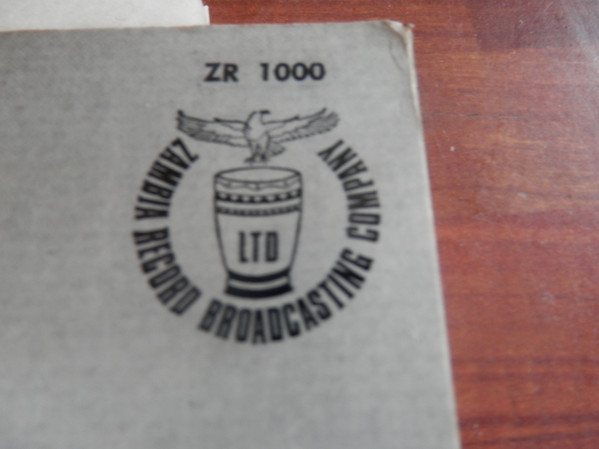 ZR 1000
ZAMBIA RECORD BROADCASTING COMPANY
LTD